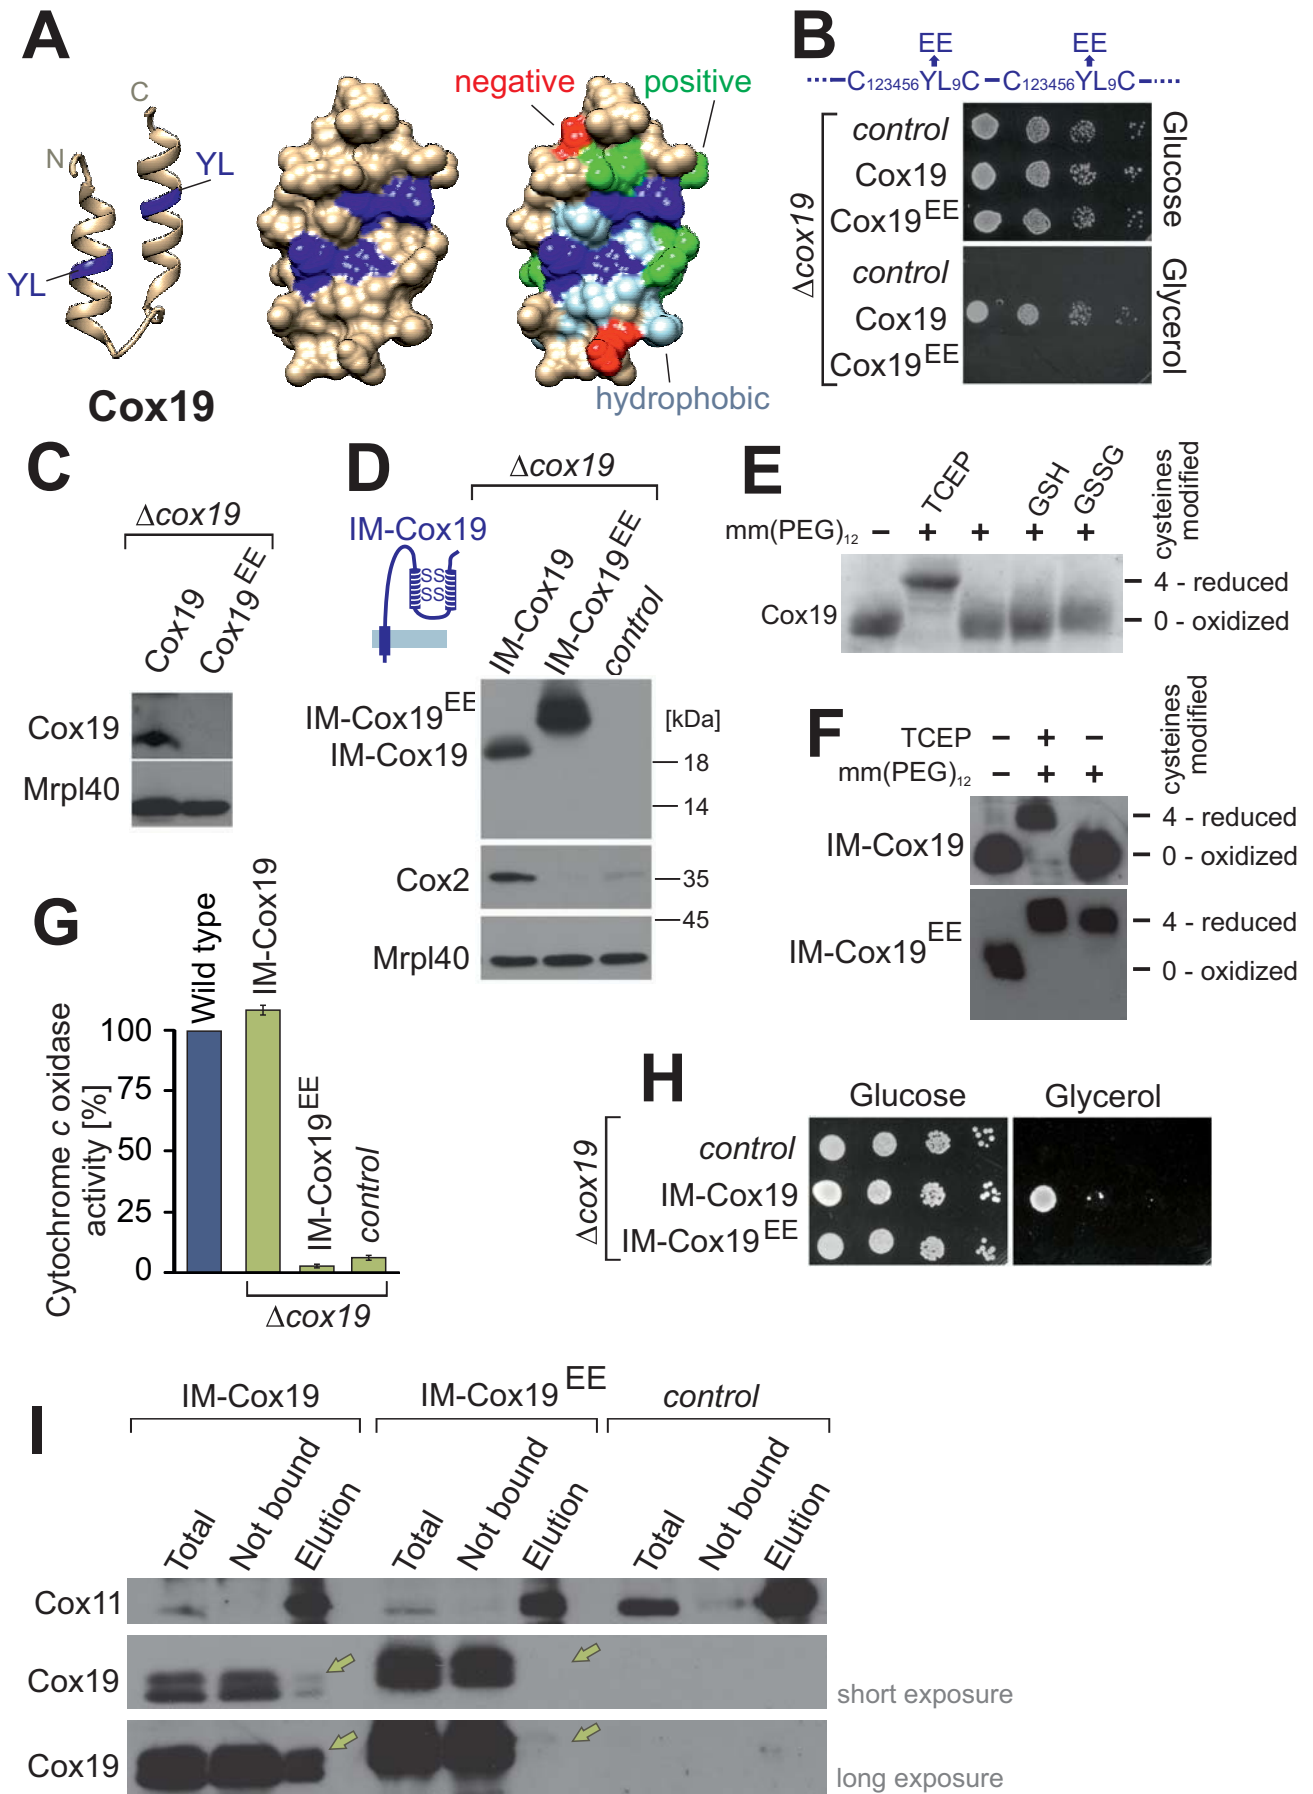 A
C
N
YL
YL
Cox19
negative
positive
hydrophobic
B
EE EE
C123456YL9C – C123456YL9C
Δcox19
control
Cox19
Cox19EE
Glucose
control
Cox19
Cox19EE
Glycerol
C
Δcox19
Cox19
Cox19EE
Cox19
Mrpl40
D
Δcox19
IM-Cox19
SS
SS
IM-Cox19
IM-Cox19EE
control
IM-Cox19EE
IM-Cox19
[kDa]
18
14
Cox2
35
45
Mrpl40
E
TCEP
GSH
GSSG
cysteines
modified
mm(PEG)12 – + + + +
Cox19
4 - reduced
0 - oxidized
F
TCEP – + –
mm(PEG)12 – + +
cysteines
modified
IM-Cox19
4 - reduced
0 - oxidized
IM-Cox19EE
4 - reduced
0 - oxidized
G
Cytochrome c oxidase
activity [%]
100
75
50
25
0
Wild type
IM-Cox19
IM-Cox19EE
control
Δcox19
H
Glucose
Glycerol
Δcox19
control
IM-Cox19
IM-Cox19EE
I
IM-Cox19
IM-Cox19EE
control
Total
Not bound
Elution
Total
Not bound
Elution
Total
Not bound
Elution
Cox11
Cox19
short exposure
Cox19
long exposure